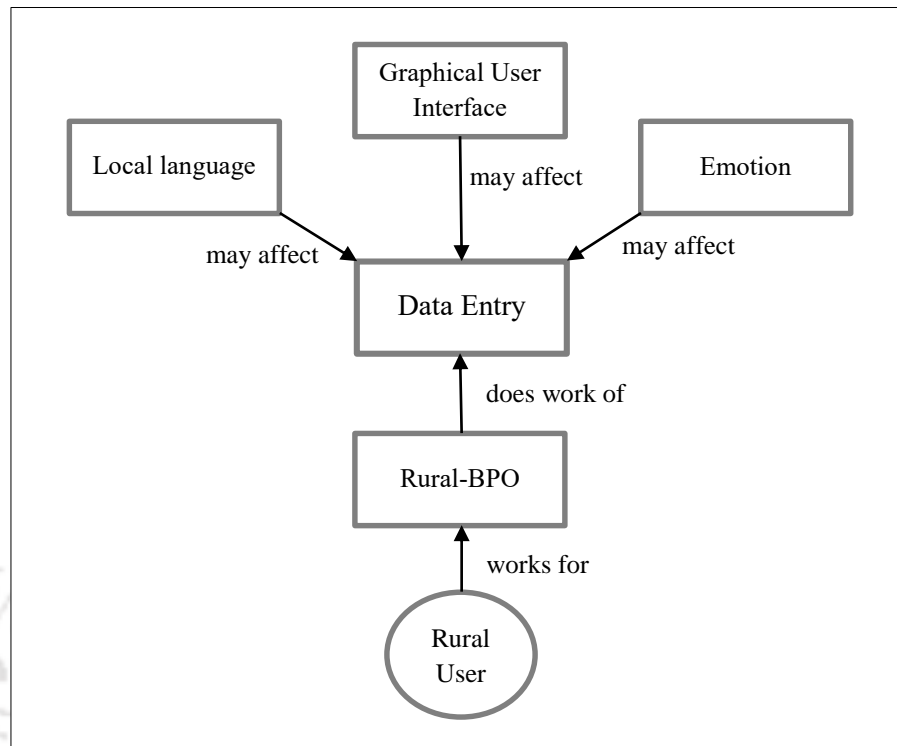 Graphical User
Interface
Local language
Emotion
may affect
may affect
may affect
Data Entry
does work of
Rural-BPO
works for
Rural
User